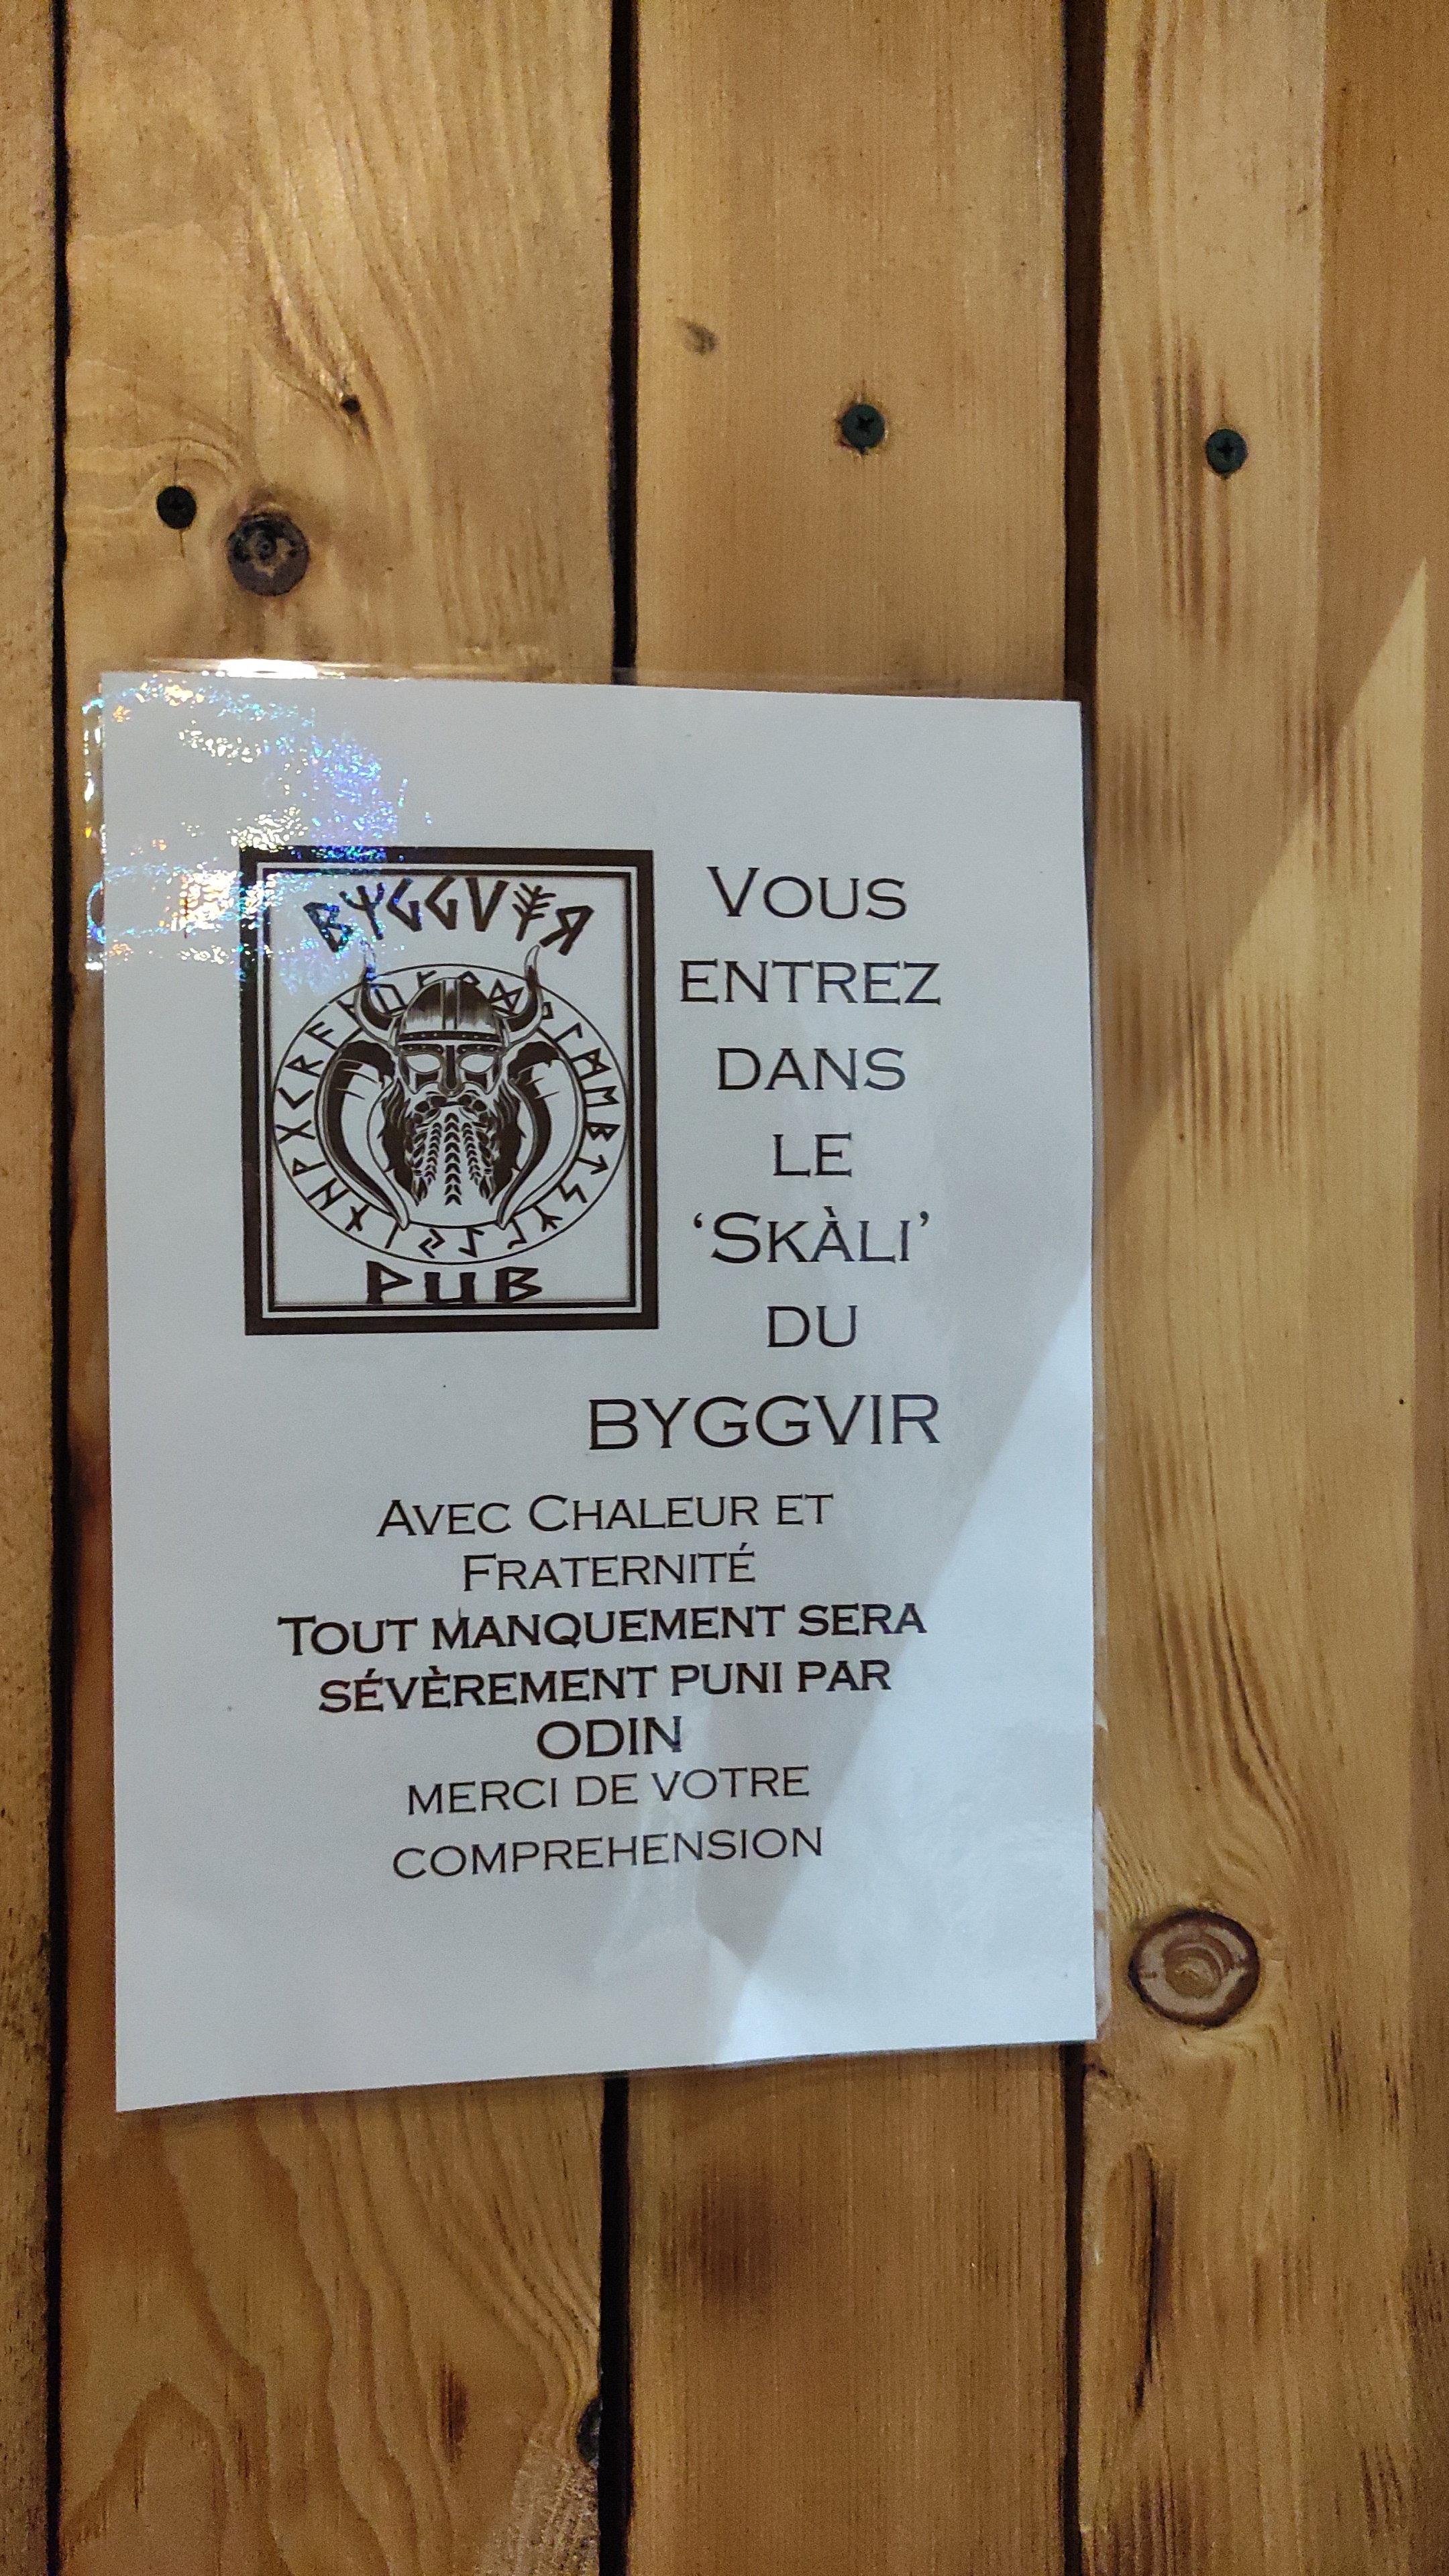 BYGGVIR
PUB
VOUS
ENTREZ
DANS
LE
‘SKÀLI’
DU
BYGGVIR
AVEC CHALEUR ET
FRATERNITÉ
TOUT MANQUEMENT SERA
SÉVÈREMENT PUNI PAR
ODIN
MERCI DE VOTRE
COMPREHENSION